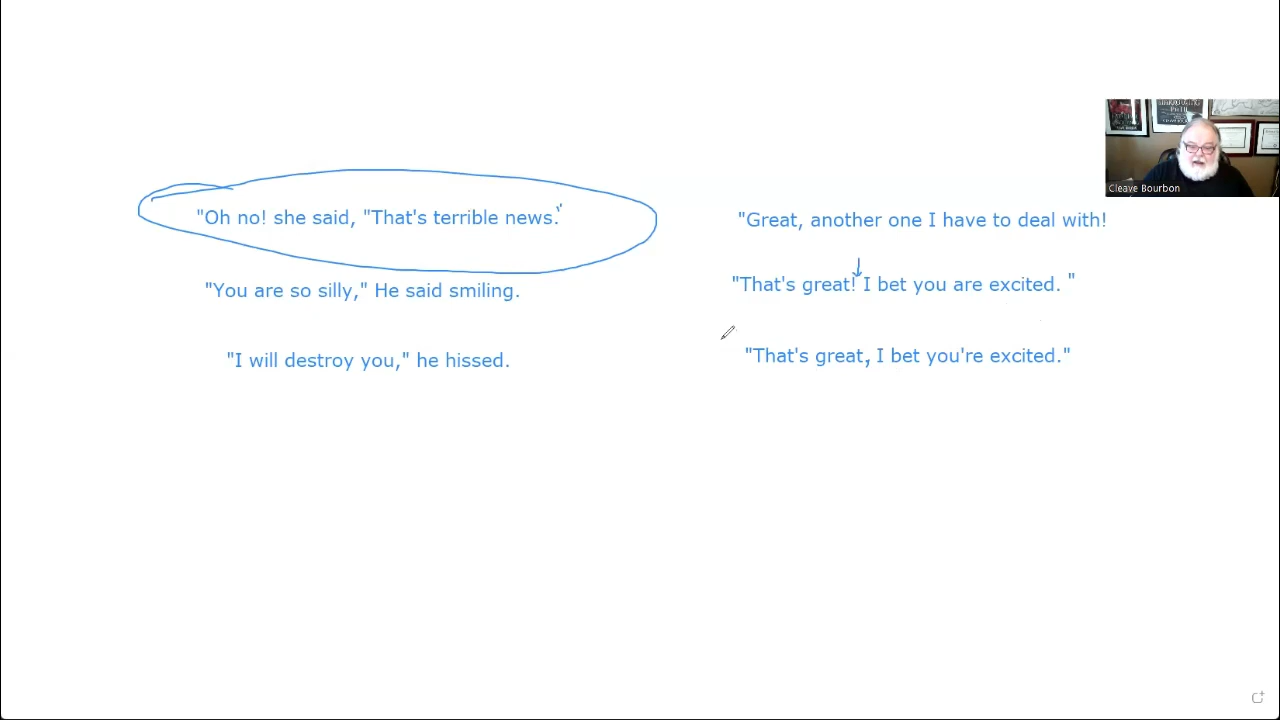 "Oh no! she said, "That's terrible news."
"You are so silly," He said smiling.
"I will destroy you," he hissed.
"Great, another one I have to deal with!
"That's great! I bet you are excited. "
"That's great, I bet you're excited."
Cleave Bourbon